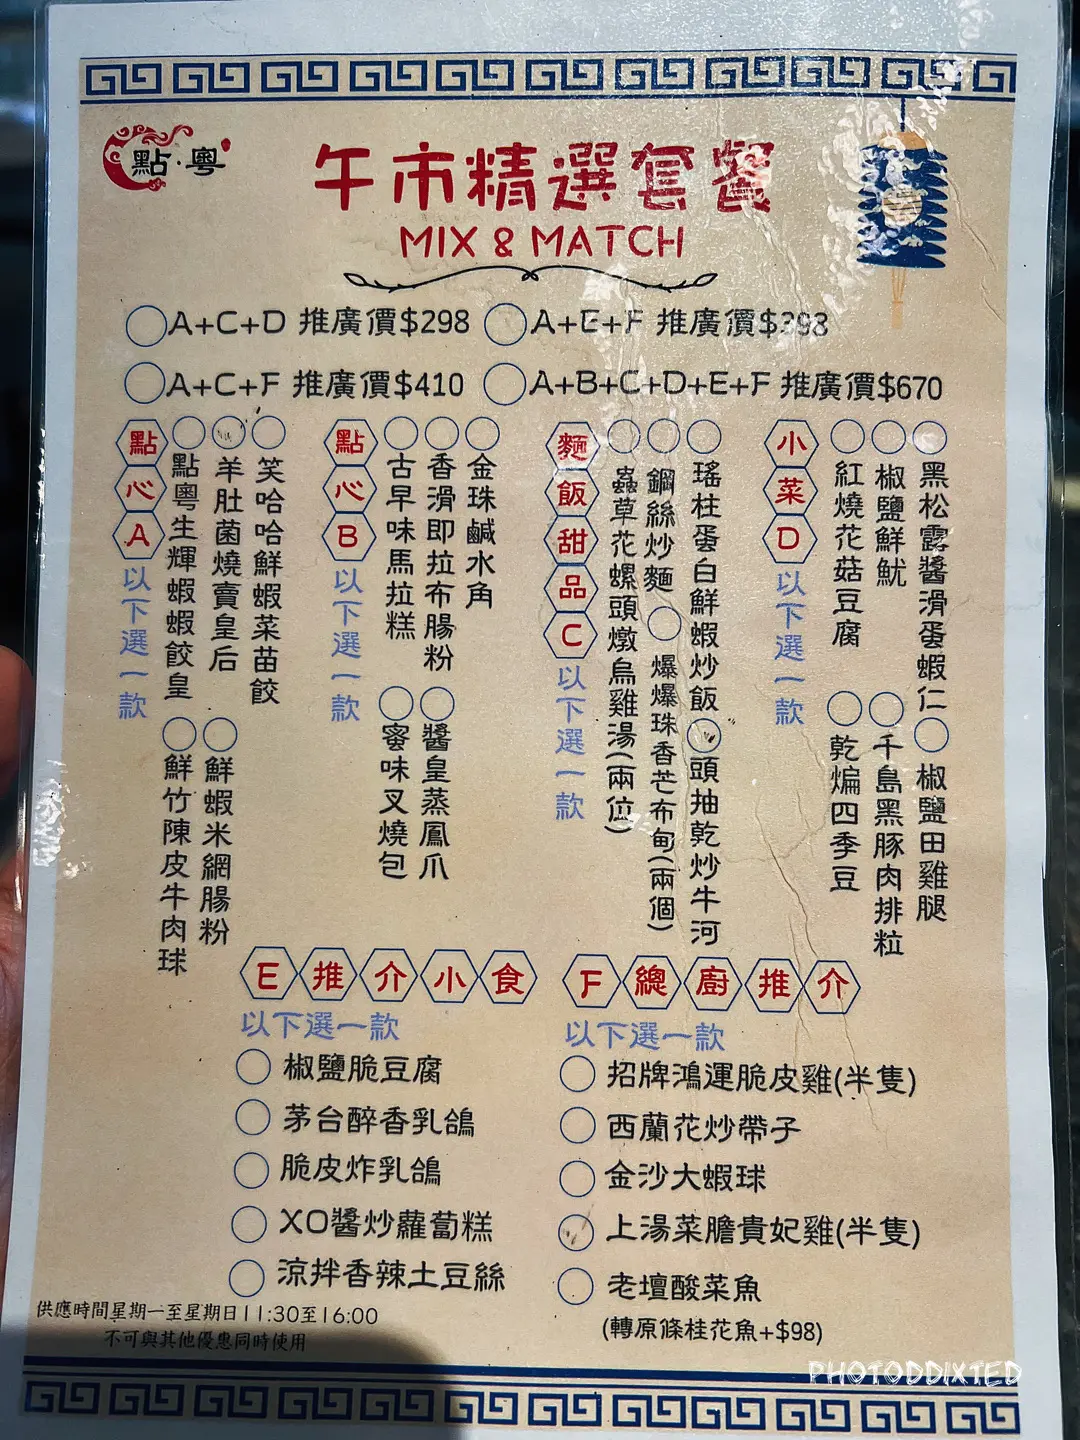 點·粵
午市精選套餐
MIX & MATCH
A+C+D 推廣價$298
A+E+F 推廣價$398
A+C+F 推廣價$410
A+B+C+D+E+F 推廣價$670
點心A
以下選一款
點粵生輝蝦蝦餃皇
羊肚菌燒賣皇后
笑哈哈鮮蝦菜苗餃
鮮竹陳皮牛肉球
鮮蝦米網腸粉
點心B
以下選一款
古早味馬拉糕
香滑即拉布腸粉
金珠鹹水角
蜜味叉燒包
醬皇蒸鳳爪
麵飯甜品C
以下選一款
蟲草花螺頭燉烏雞湯(兩位)
鋼絲炒麵
瑤柱蛋白鮮蝦炒飯
爆爆珠香芒布甸(兩個)
頭抽乾炒牛河
小菜D
以下選一款
紅燒花菇豆腐
椒鹽鮮魷
黑松露醬滑蛋蝦仁
乾煸四季豆
千島黑豚肉排粒
椒鹽田雞腿
E推介小食
以下選一款
椒鹽脆豆腐
茅台醉香乳鴿
脆皮炸乳鴿
XO醬炒蘿蔔糕
涼拌香辣土豆絲
F總廚推介
以下選一款
招牌鴻運脆皮雞(半隻)
西蘭花炒帶子
金沙大蝦球
上湯菜膽貴妃雞(半隻)
老壇酸菜魚
(轉原條桂花魚+$98)
供應時間星期一至星期日11:30至16:00
不可與其他優惠同時使用
PHOTODDIXTED